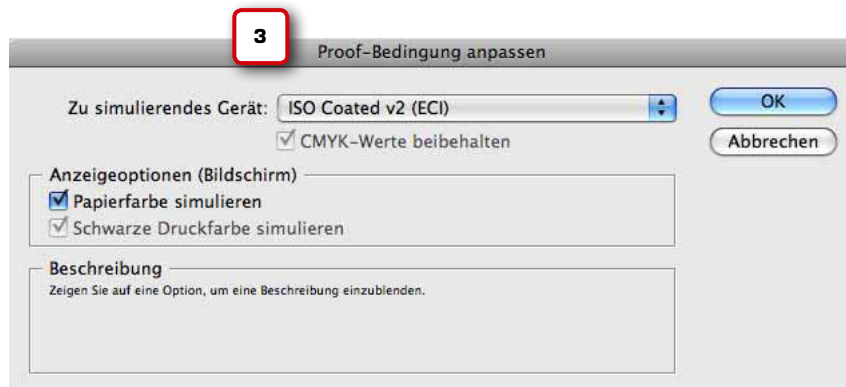 3
Proof-Bedingung anpassen
Zu simulierendes Gerät: ISO Coated v2 (ECI)
OK
CMYK-Werte beibehalten
Abbrechen
Anzeigeoptionen (Bildschirm)
Papierfarbe simulieren
Schwarze Druckfarbe simulieren
Beschreibung
Zeigen Sie auf eine Option, um eine Beschreibung einzublenden.